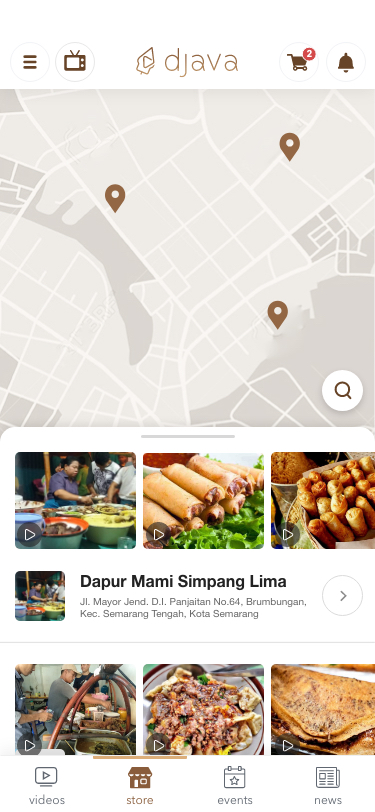 djava
2
Dapur Mami Simpang Lima
Jl. Mayor Jend. D.I. Panjaitan No.64, Brumbungan,
Kec. Semarang Tengah, Kota Semarang
videos
store
events
news